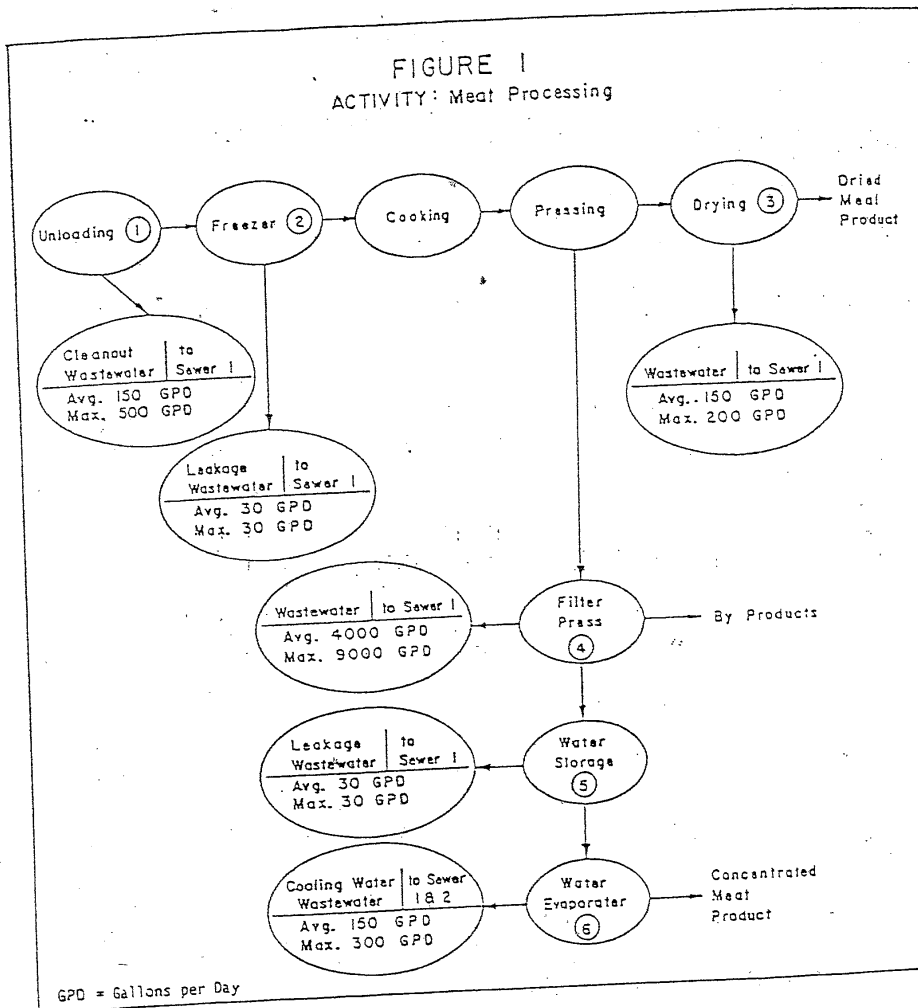 FIGURE 1
ACTIVITY: Meat Processing
Unloading 1
Freezer 2
Cooking
Pressing
Drying 3
Dried
Meal
Product
Cleanout
Wastewater
to
Sewer 1
Avg. 150 GPD
Max. 500 GPD
Leakage
Wastewater
to
Sewer 1
Avg. 30 GPD
Max. 30 GPD
Wastewater
to Sewer 1
Avg. 150 GPD
Max. 200 GPD
Wastewater
to Sewer 1
Avg. 4000 GPD
Max. 9000 GPD
Filter
Press
4
By Products
Leakage
Wastewater
to
Sewer 1
Avg. 30 GPD
Max. 30 GPD
Water
Storage
5
Cooling Water
Wastewater
to Sewer
1 & 2
Avg. 150 GPD
Max. 300 GPD
Water
Evaporater
6
Concentrated
Meat
Product
GPD = Gallons per Day